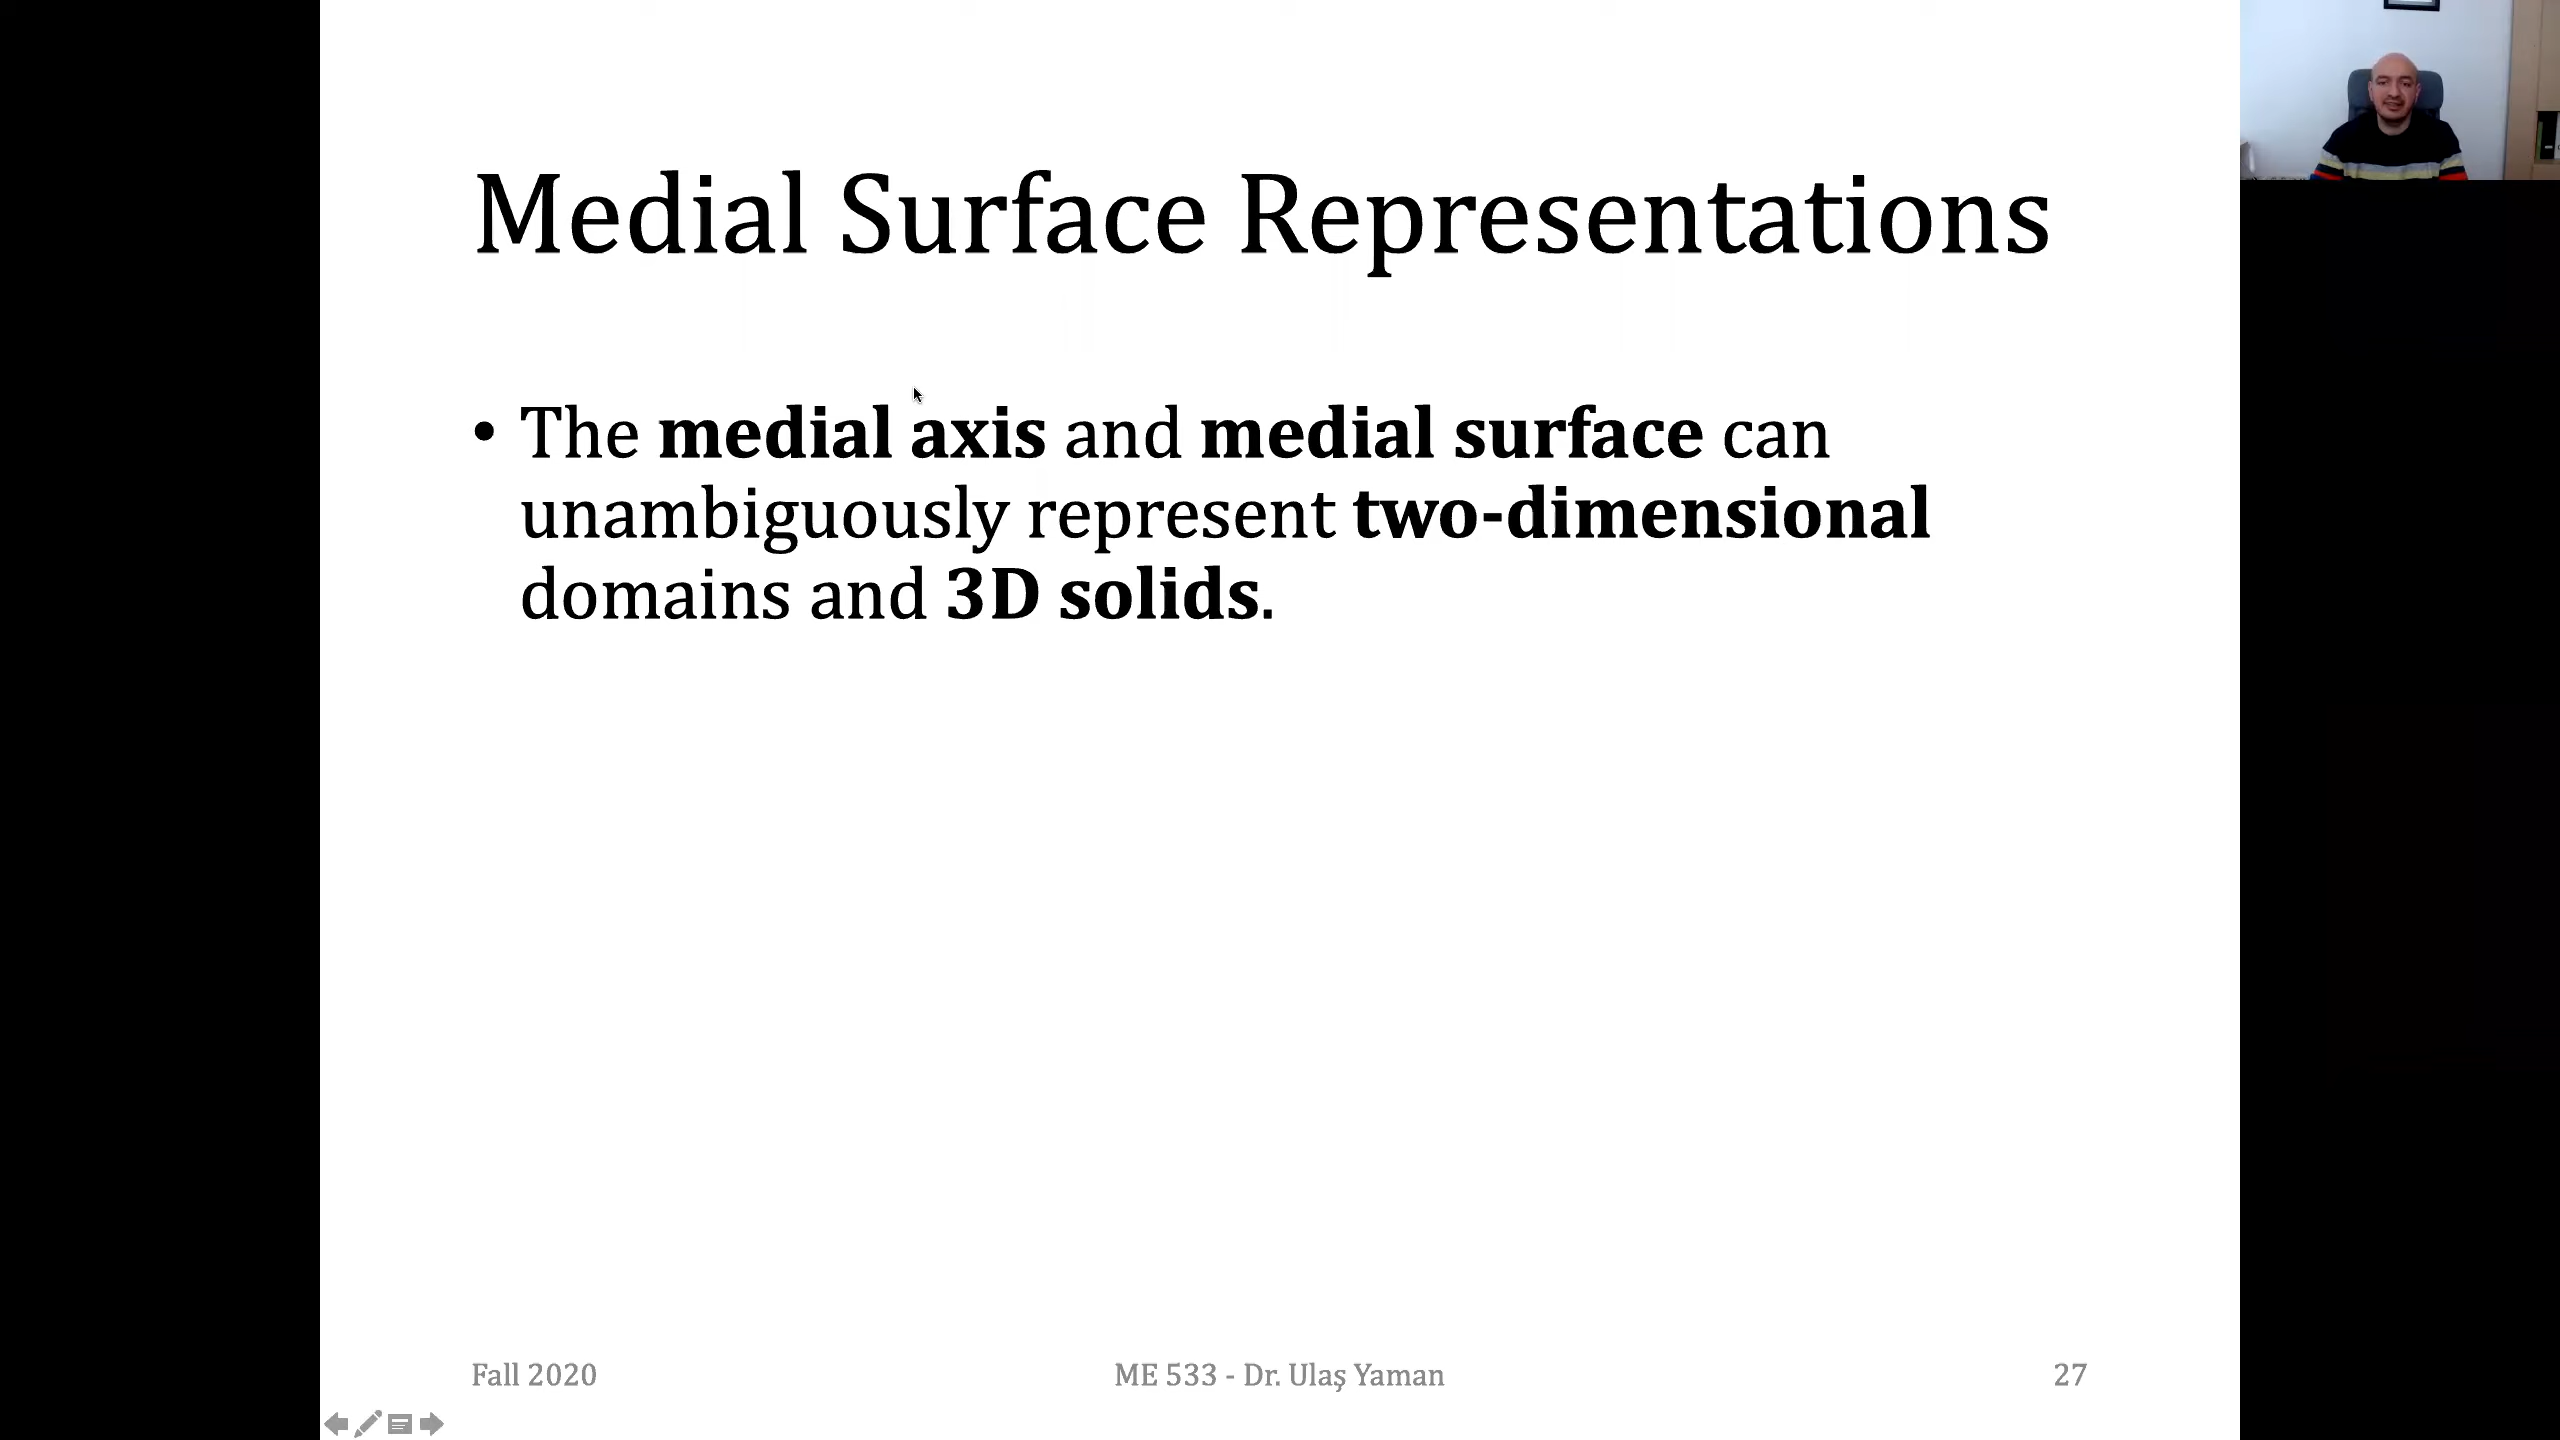 Medial Surface Representations
• The medial axis and medial surface can
unambiguously represent two-dimensional
domains and 3D solids.
Fall 2020
ME 533 - Dr. Ulaş Yaman
27